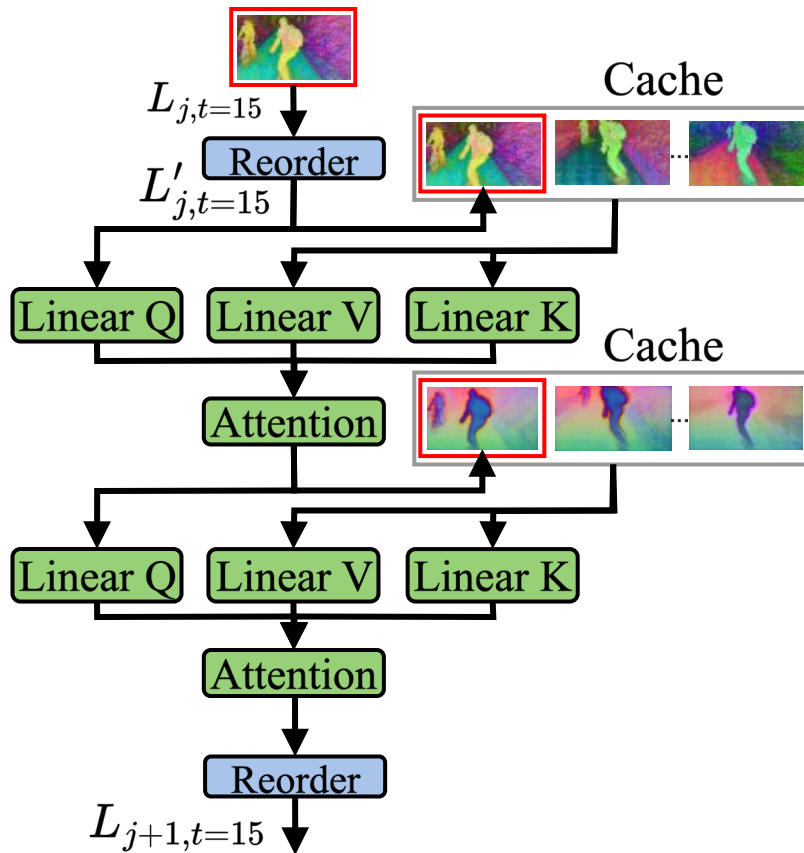 L_{j,t=15}
Cache
Reorder
...
L'_{j,t=15}
Linear Q
Linear V
Linear K
Cache
Attention
...
Linear Q
Linear V
Linear K
Attention
Reorder
L_{j+1,t=15}